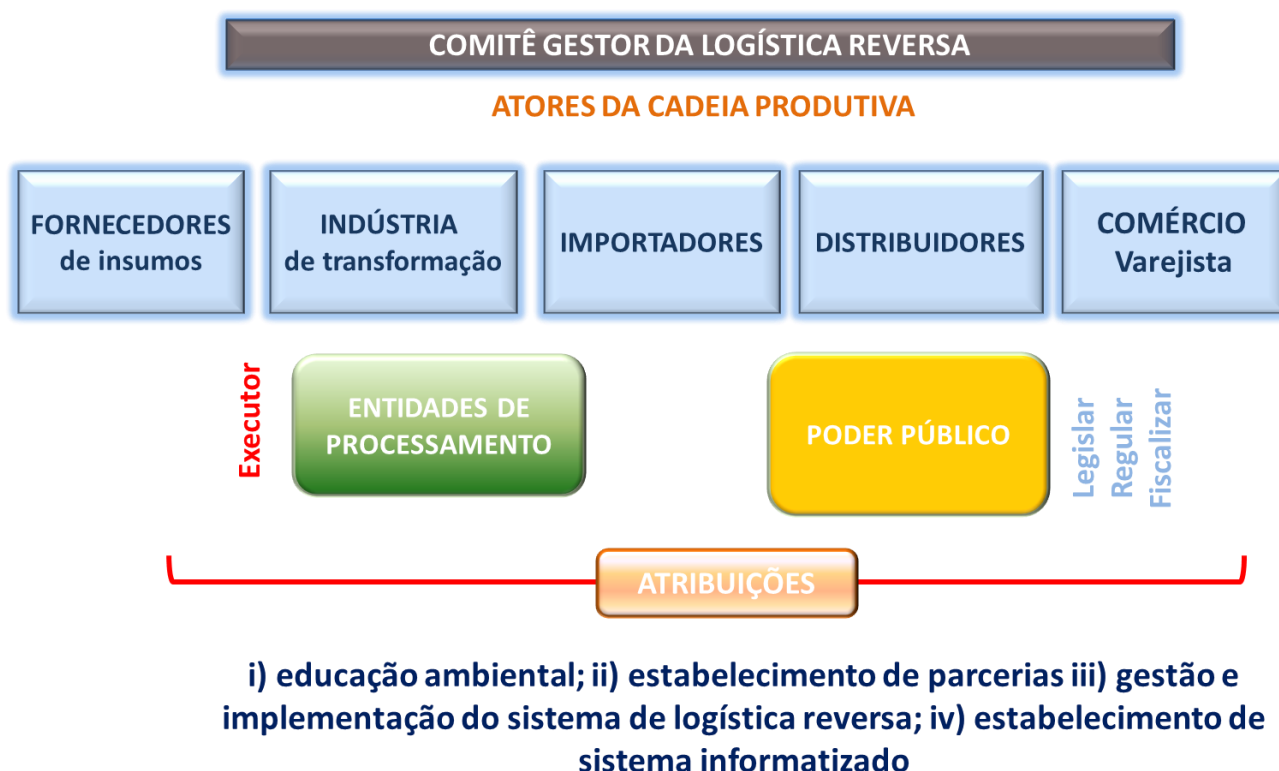 COMITÊ GESTOR DA LOGÍSTICA REVERSA
ATORES DA CADEIA PRODUTIVA
FORNECEDORES
de insumos
INDÚSTRIA
de transformação
IMPORTADORES
DISTRIBUIDORES
COMÉRCIO
Varejista
Executor
ENTIDADES DE
PROCESSAMENTO
PODER PÚBLICO
Legislar
Regular
Fiscalizar
ATRIBUIÇÕES
i) educação ambiental; ii) estabelecimento de parcerias iii) gestão e
implementação do sistema de logística reversa; iv) estabelecimento de
sistema informatizado